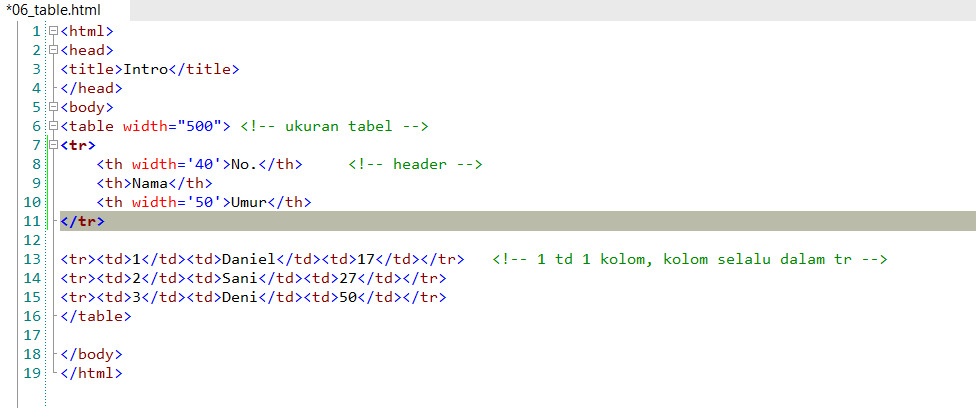 *06_table.html
1 <html>
2 <head>
3 <title>Intro</title>
4 </head>
5 <body>
6 <table width="500"> <!-- ukuran tabel -->
7 <tr>
8     <th width='40'>No.</th>     <!-- header -->
9     <th>Nama</th>
10     <th width='50'>Umur</th>
11 </tr>
12
13 <tr><td>1</td><td>Daniel</td><td>17</td></tr>   <!-- 1 td 1 kolom, kolom selalu dalam tr -->
14 <tr><td>2</td><td>Sani</td><td>27</td></tr>
15 <tr><td>3</td><td>Deni</td><td>50</td></tr>
16 </table>
17
18 </body>
19 </html>